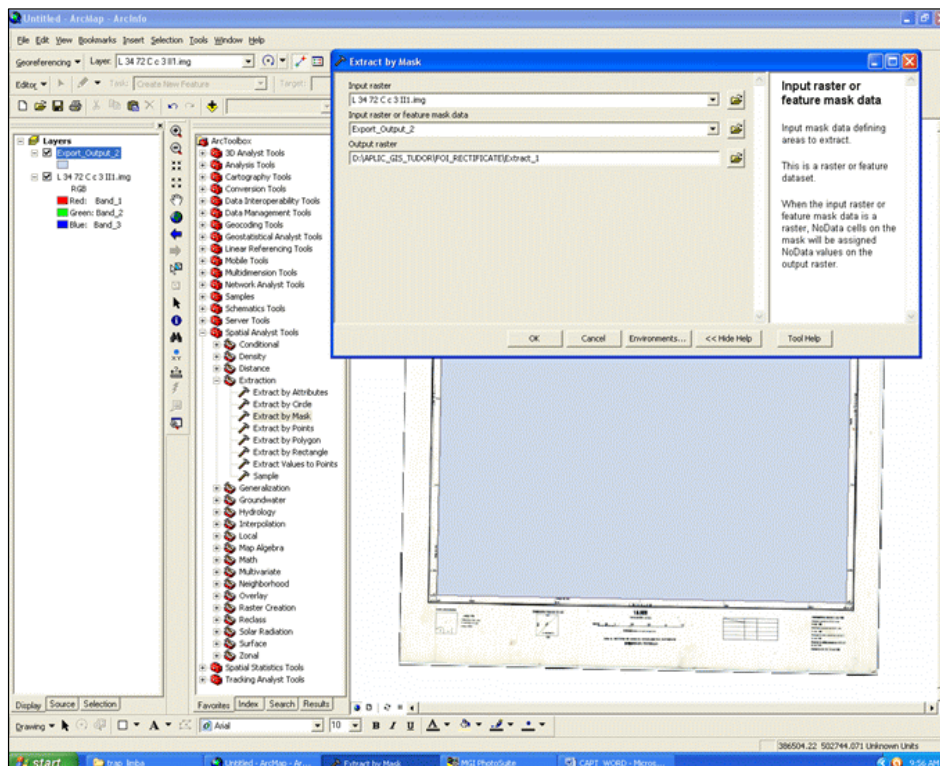 Untitled - ArcMap - ArcInfo
File Edit View Bookmarks Insert Selection Tools Window Help
Georeferencing Layer: L 34 72 C c 3 II1.img
Editor Task: Create New Feature Target:
Layers
Export_Output_2
L 34 72 C c 3 II1.img
RGB
Red: Band_1
Green: Band_2
Blue: Band_3
Display Source Selection
ArcToolbox
3D Analyst Tools
Analysis Tools
Cartography Tools
Conversion Tools
Data Interoperability Tools
Data Management Tools
Geocoding Tools
Geostatistical Analyst Tools
Linear Referencing Tools
Mobile Tools
Multidimension Tools
Network Analyst Tools
Samples
Schematics Tools
Server Tools
Spatial Analyst Tools
Conditional
Density
Distance
Extraction
Extract by Attributes
Extract by Circle
Extract by Mask
Extract by Points
Extract by Polygon
Extract by Rectangle
Extract Values to Points
Sample
Generalization
Groundwater
Hydrology
Interpolation
Local
Map Algebra
Math
Multivariate
Neighborhood
Overlay
Raster Creation
Reclass
Solar Radiation
Surface
Zonal
Spatial Statistics Tools
Tracking Analyst Tools
Favorites Index Search Results
Extract by Mask
Input raster
L 34 72 C c 3 II1.img
Input raster or feature mask data
Export_Output_2
Output raster
D:\APLIC_GIS_TUDOR\FOI_RECTIFICATE\Extract_1
OK Cancel Environments... << Hide Help Tool Help
Input raster or
feature mask data
Input mask data defining
areas to extract.
This is a raster or feature
dataset.
When the input raster or
feature mask data is a
raster, NoData cells on the
mask will be assigned
NoData values on the
output raster.
Drawing A Arial 10 B I U A
386504.22 502744.071 Unknown Units
start trap_limba Untitled - ArcMap - Ar... Extract by Mask MGI PhotoSuite CAPT_WORD - Micros... 9:56 AM